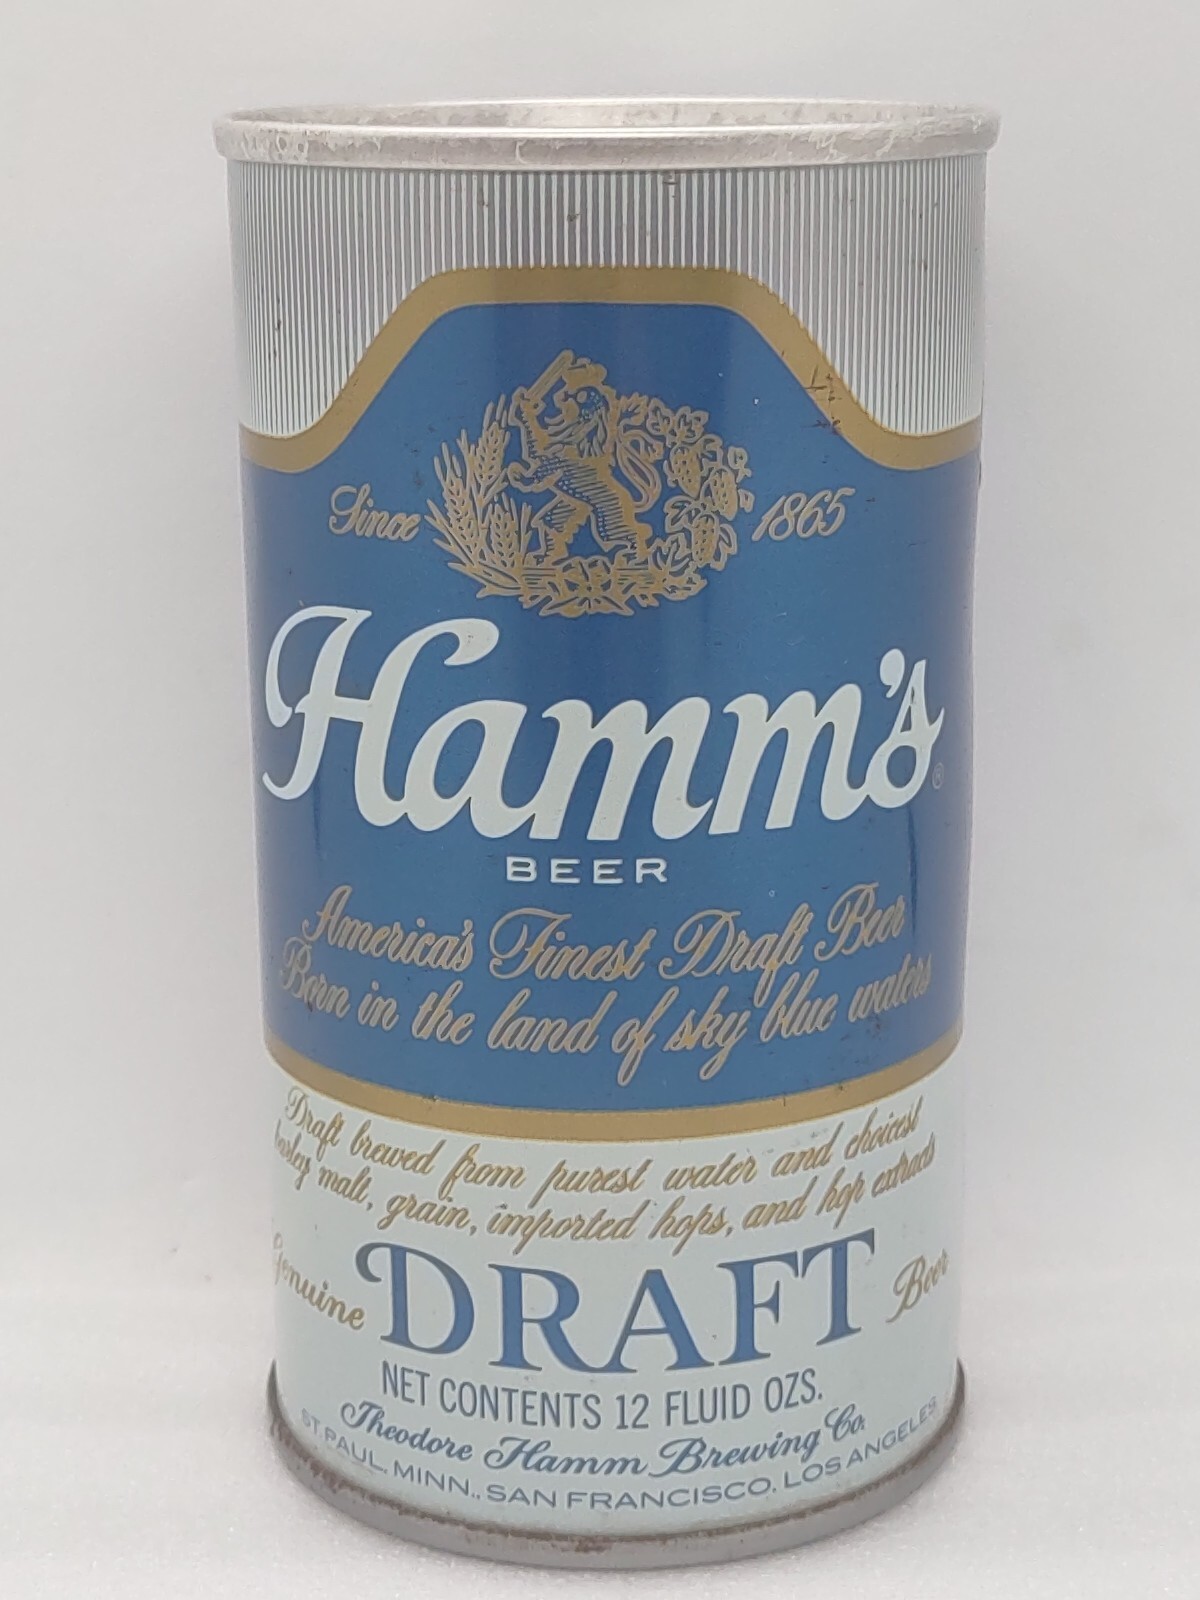 Since 1865
Hamm's®
BEER
America's Finest Draft Beer
Born in the land of sky blue waters
Draft brewed from purest water and choicest
barley malt, grain, imported hops, and hop extracts
Genuine DRAFT Beer
NET CONTENTS 12 FLUID OZS.
Theodore Hamm Brewing Co.
ST. PAUL, MINN., SAN FRANCISCO, LOS ANGELES